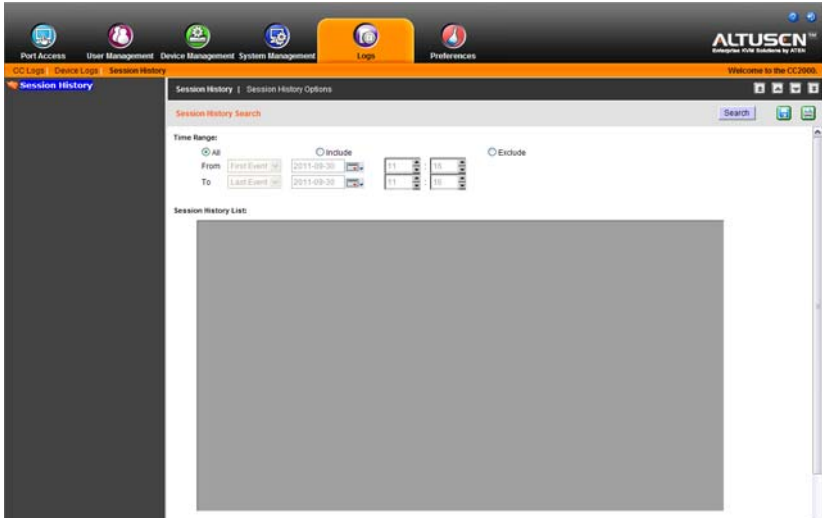 Port Access User Management Device Management System Management Logs Preferences
ALTUSEN™
Enterprise KVM Solutions by ATEN
CC Logs Device Logs Session History
Welcome to the CC2000.
Session History
Session History | Session History Options
Session History Search
Search
Time Range:
All Include Exclude
From First Event 2011-09-30 11 : 16
To Last Event 2011-09-30 11 : 16
Session History List: